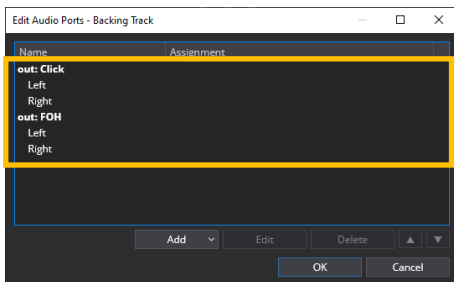 Edit Audio Ports - Backing Track
Name Assignment
out: Click
Left
Right
out: FOH
Left
Right
Add Edit Delete
OK Cancel